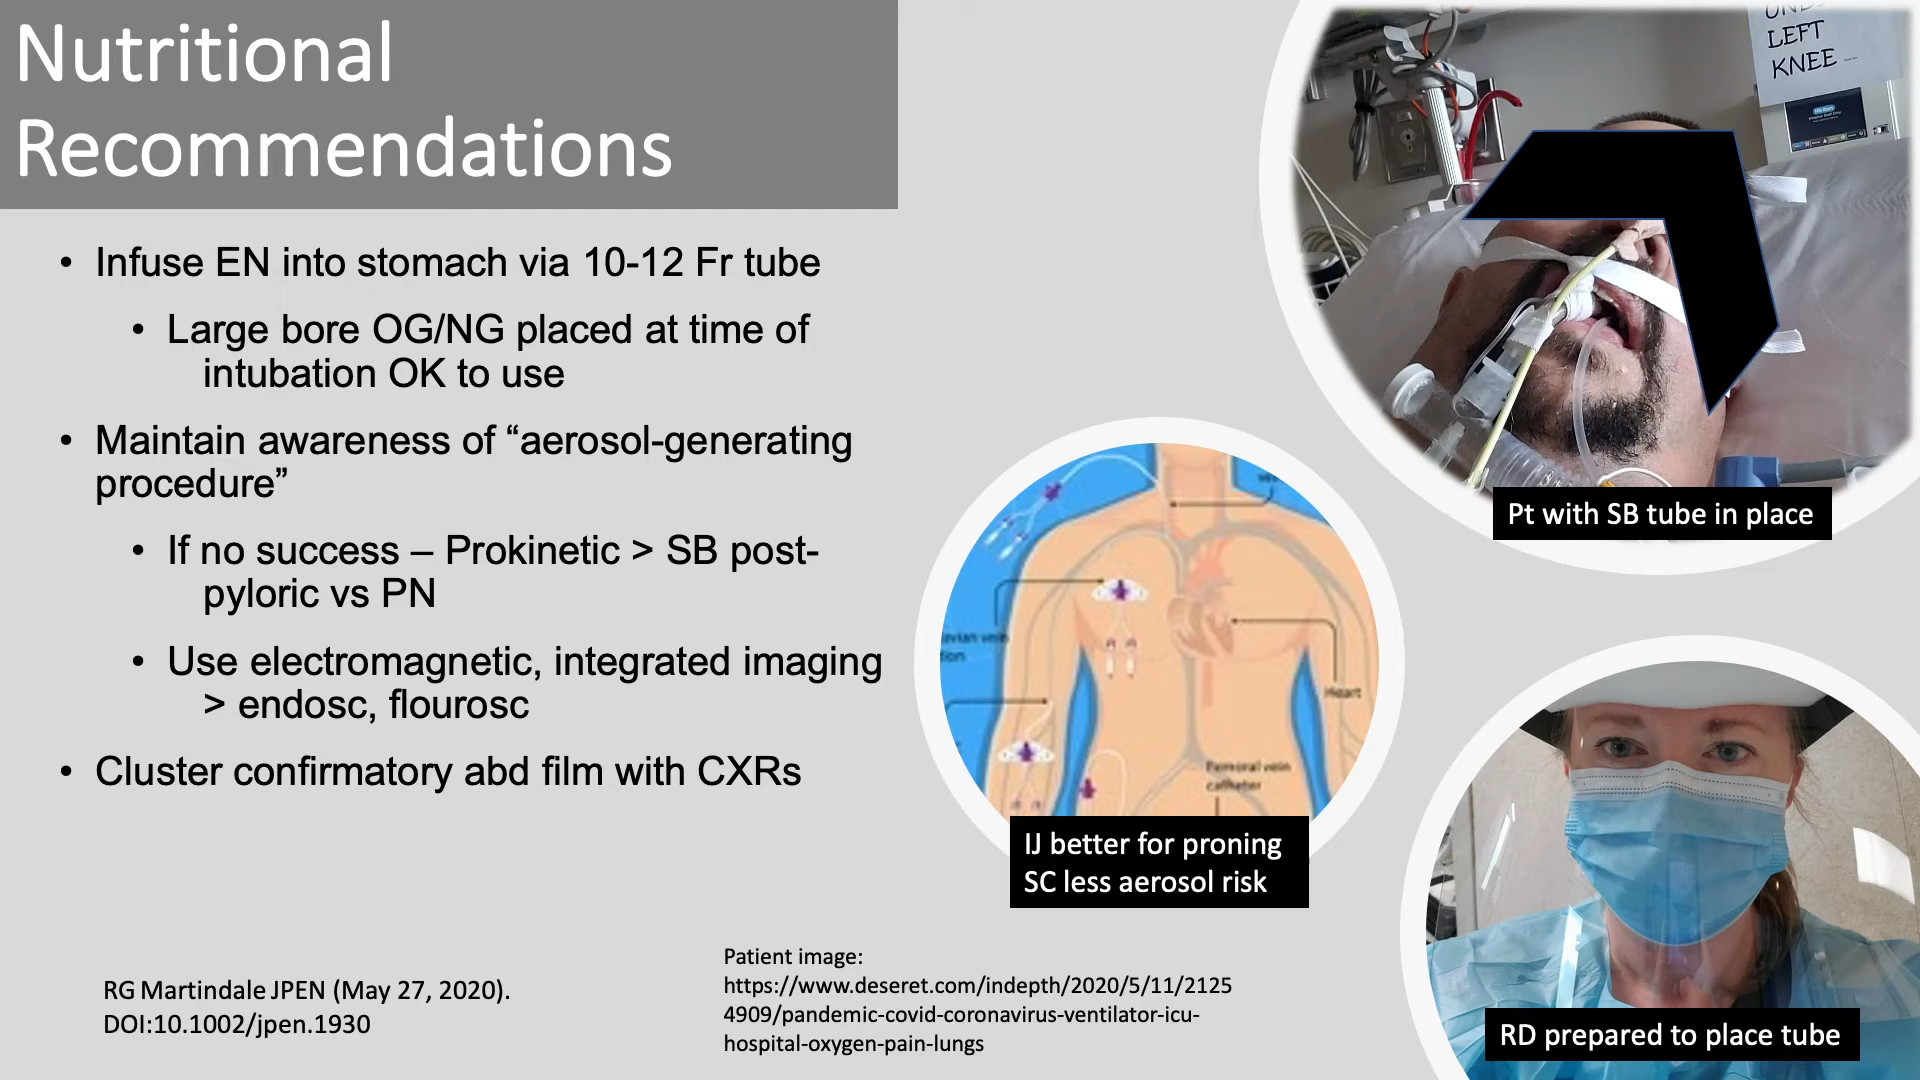 Nutritional
Recommendations
• Infuse EN into stomach via 10-12 Fr tube
• Large bore OG/NG placed at time of
intubation OK to use
• Maintain awareness of “aerosol-generating
procedure”
• If no success – Prokinetic > SB post-
pyloric vs PN
• Use electromagnetic, integrated imaging
> endosc, flourosc
• Cluster confirmatory abd film with CXRs
RG Martindale JPEN (May 27, 2020).
DOI:10.1002/jpen.1930
Patient image:
https://www.deseret.com/indepth/2020/5/11/2125
4909/pandemic-covid-coronavirus-ventilator-icu-
hospital-oxygen-pain-lungs
LEFT
KNEE
Pt with SB tube in place
Heart
Femoral vein
catheter
IJ better for proning
SC less aerosol risk
RD prepared to place tube